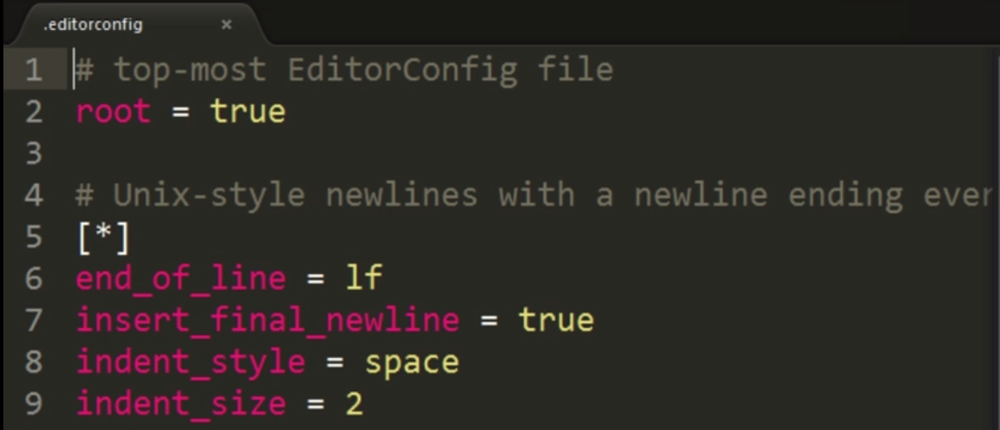 .editorconfig ×
1 # top-most EditorConfig file
2 root = true
3
4 # Unix-style newlines with a newline ending ever
5 [*]
6 end_of_line = lf
7 insert_final_newline = true
8 indent_style = space
9 indent_size = 2